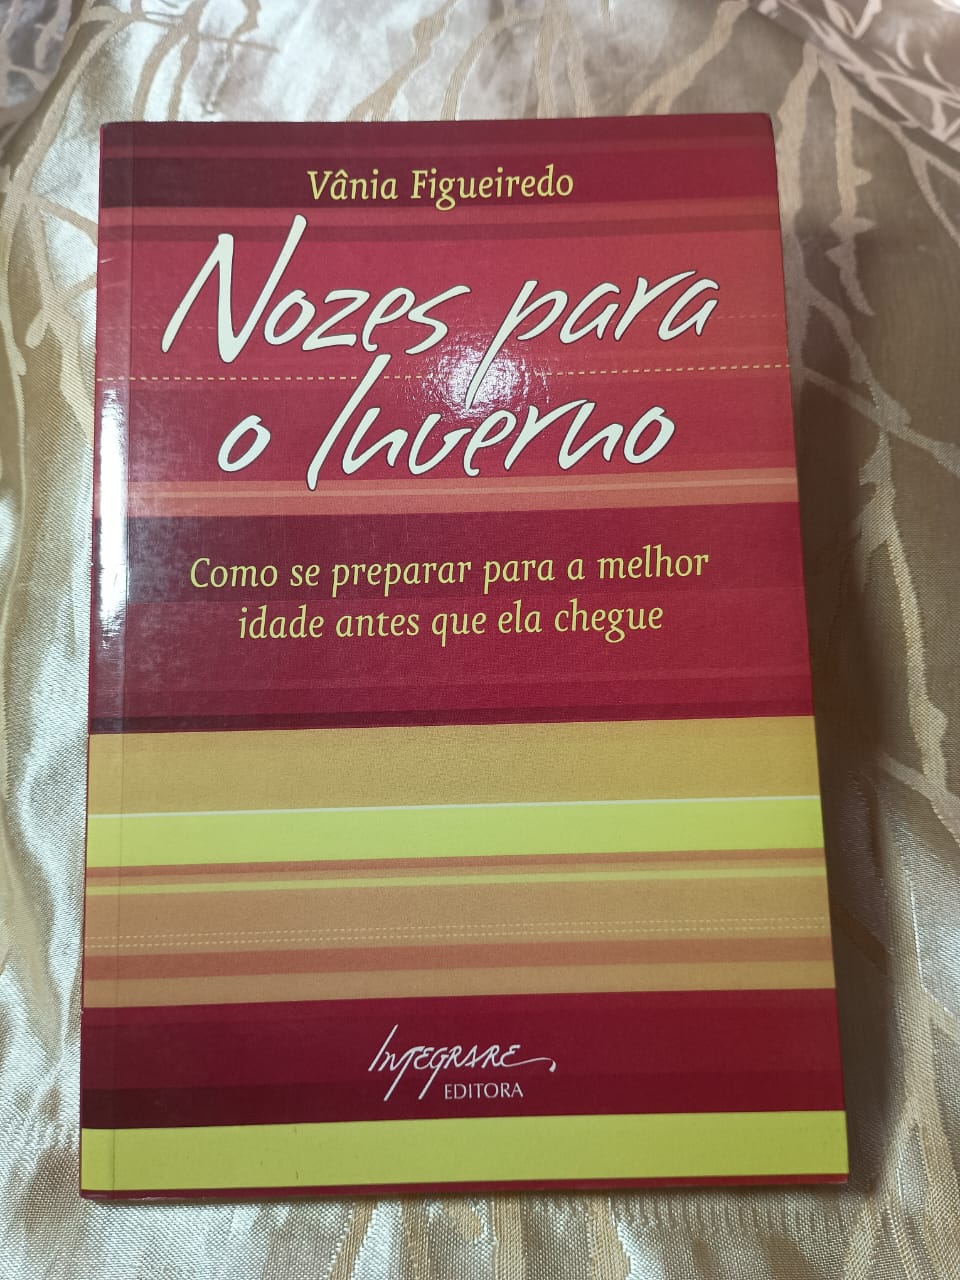 Vânia Figueiredo
Nozes para
o Inverno
Como se preparar para a melhor
idade antes que ela chegue
INTEGRARE
EDITORA